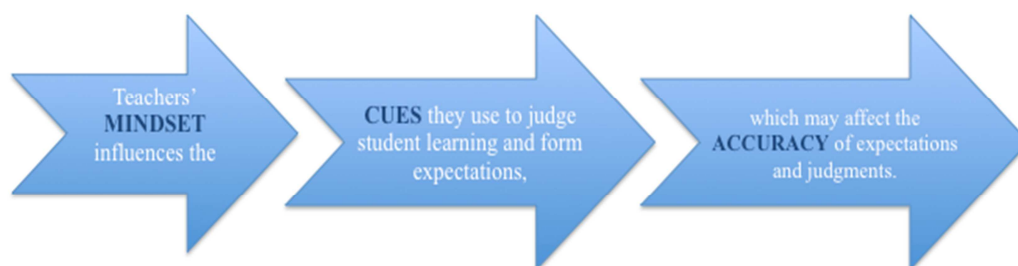 Teachers’
MINDSET
influences the
CUES they use to judge
student learning and form
expectations,
which may affect the
ACCURACY of expectations
and judgments.